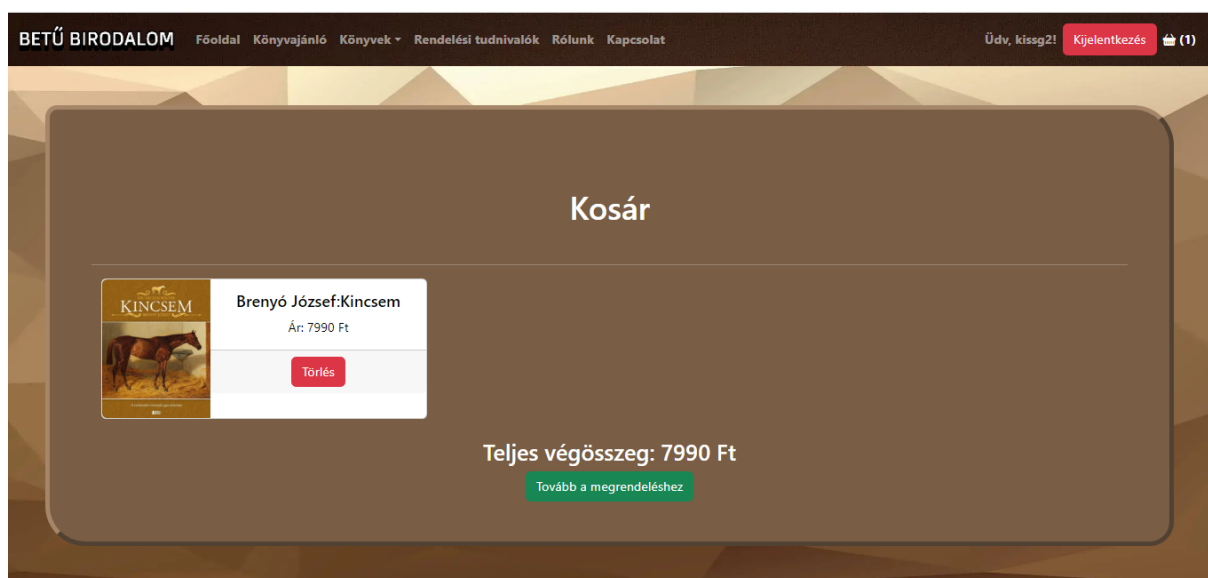 BETŰ BIRODALOM Főoldal Könyvajánló Könyvek Rendelési tudnivalók Rólunk Kapcsolat Üdv, kissg2! Kijelentkezés (1)
Kosár
KINCSEM
Brenyó József:Kincsem
Ár: 7990 Ft
Törlés
Teljes végösszeg: 7990 Ft
Tovább a megrendeléshez